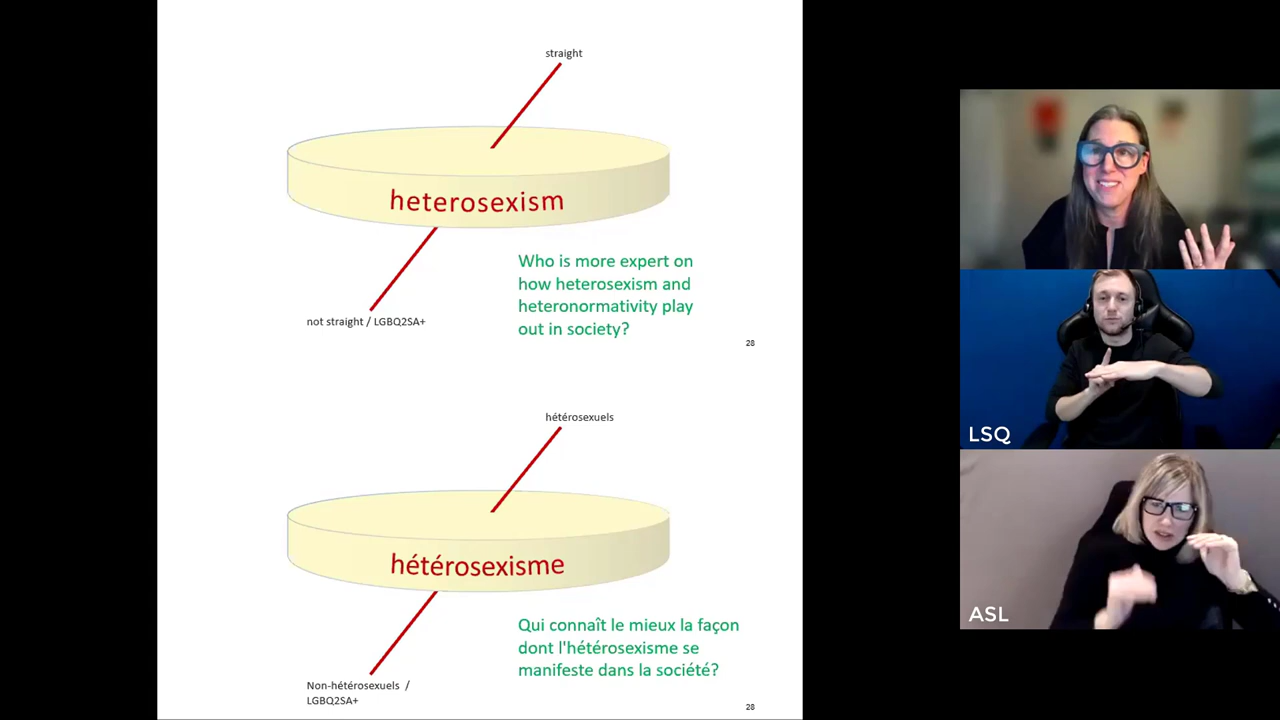 straight
heterosexism
Who is more expert on
how heterosexism and
heteronormativity play
out in society?
not straight / LGBQ2SA+
28
hétérosexuels
hétérosexisme
Qui connaît le mieux la façon
dont l'hétérosexisme se
manifeste dans la société?
Non-hétérosexuels /
LGBQ2SA+
28
LSQ
ASL